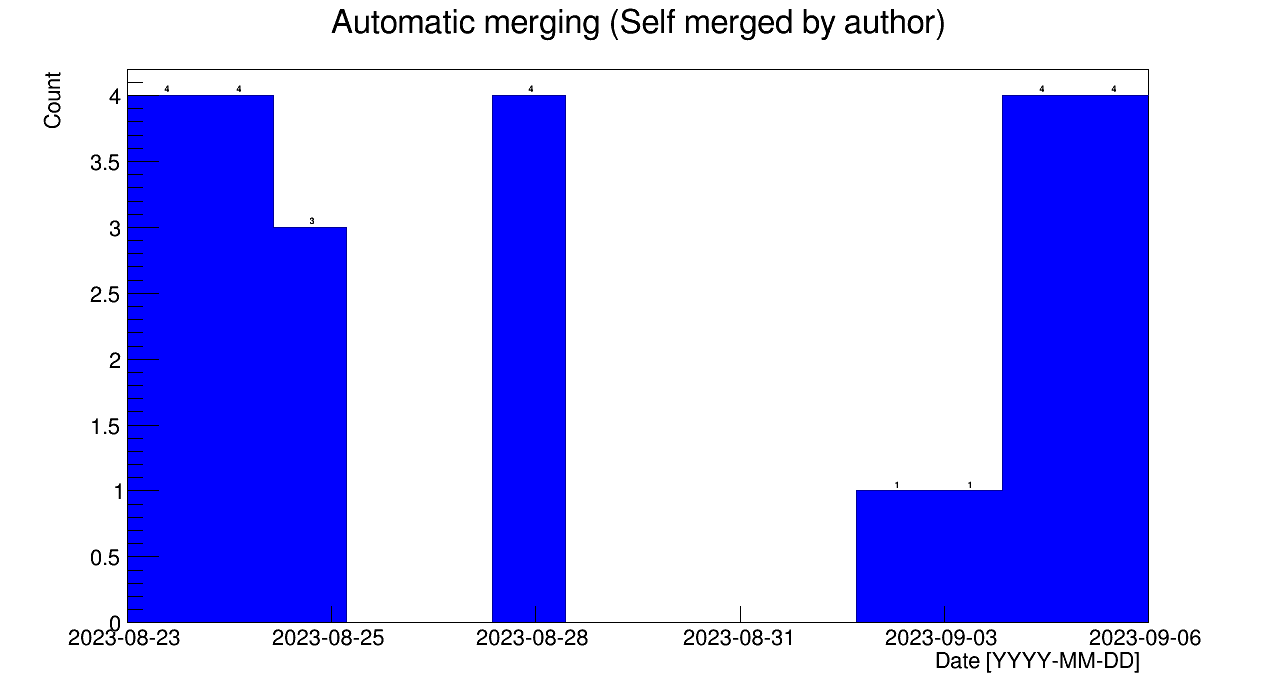 Automatic merging (Self merged by author)
Count
4 4 3 4 1 1 4 4
4
3.5
3
2.5
2
1.5
1
0.5
0
2023-08-23 2023-08-25 2023-08-28 2023-08-31 2023-09-03 2023-09-06
Date [YYYY-MM-DD]